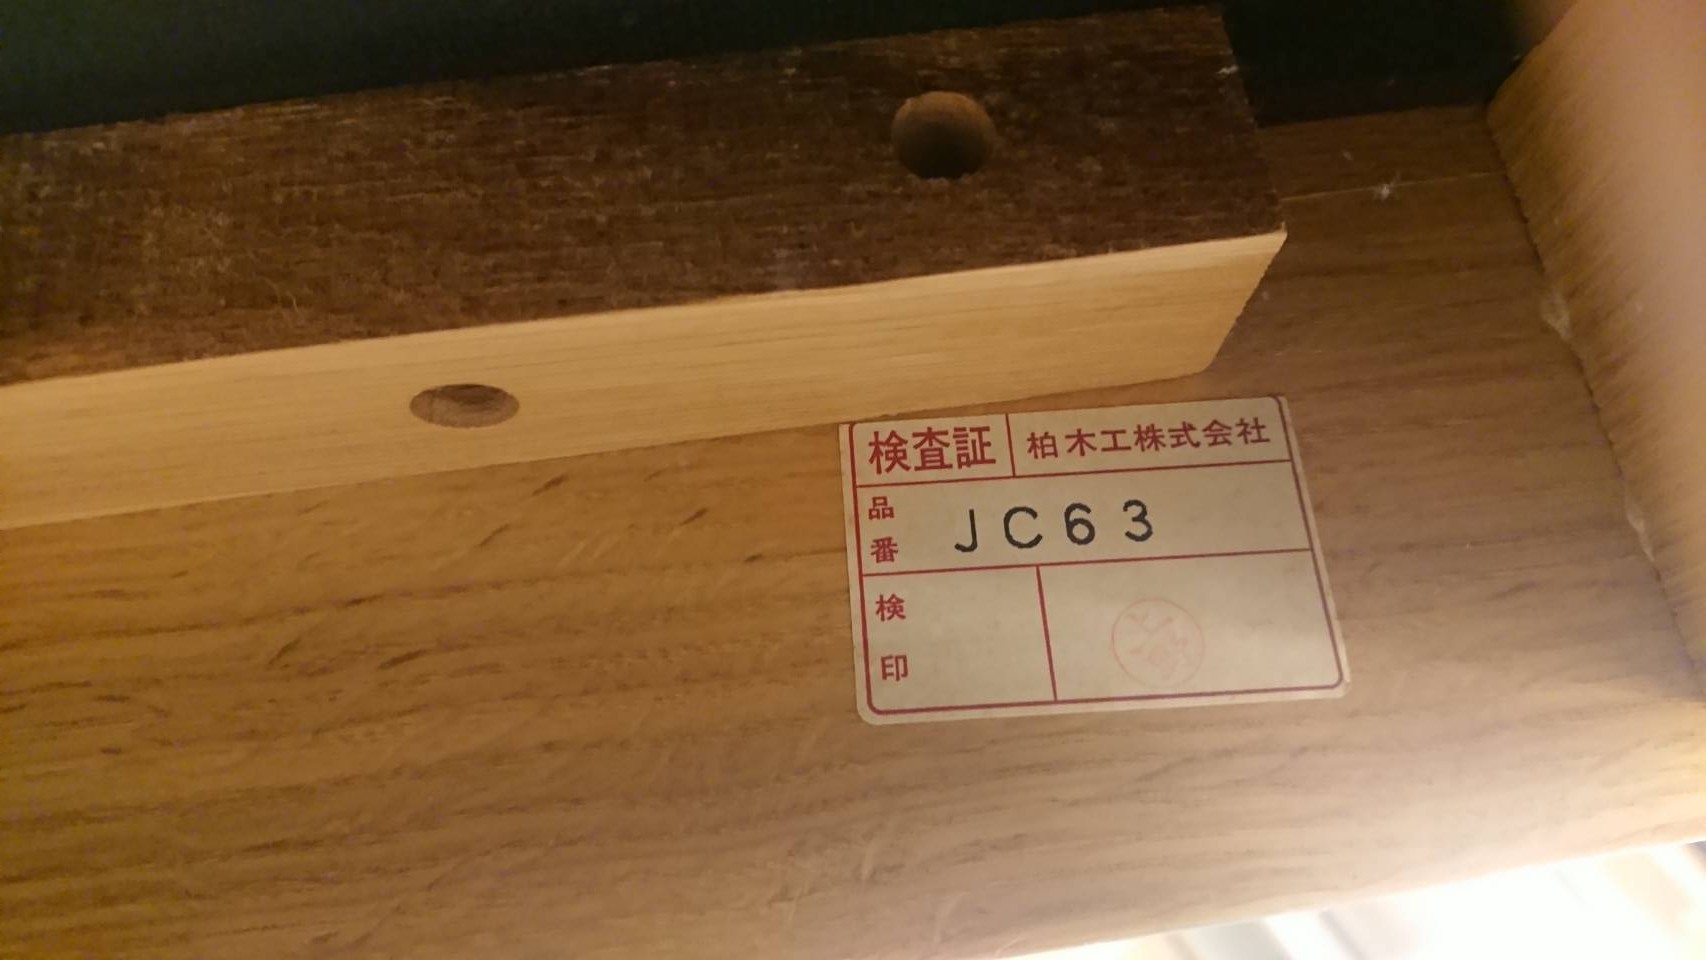 検査証 柏木工株式会社
品番 JC63
検印